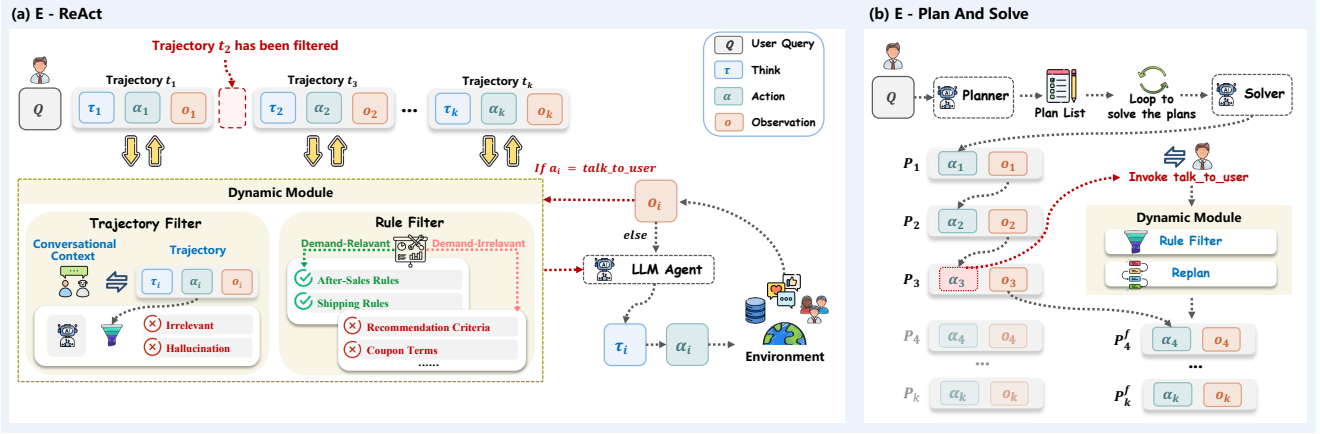 (a) E - ReAct
Trajectory t₂ has been filtered
Trajectory t₁
Trajectory t₃
Trajectory tₖ
Q
τ₁
α₁
o₁
τ₂
α₂
o₂
...
τₖ
αₖ
oₖ
Q User Query
τ Think
α Action
o Observation
Dynamic Module
Trajectory Filter
Conversational
Context
Trajectory
τᵢ
αᵢ
oᵢ
Irrelevant
Hallucination
Rule Filter
Demand-Relavant
Demand-Irrelavant
After-Sales Rules
Shipping Rules
Recommendation Criteria
Coupon Terms
......
If aᵢ = talk_to_user
oᵢ
else
LLM Agent
τᵢ
αᵢ
Environment
(b) E - Plan And Solve
Q
Planner
Plan List
Loop to
solve the plans
Solver
P₁
α₁
o₁
P₂
α₂
o₂
P₃
α₃
o₃
P₄
α₄
o₄
...
Pₖ
αₖ
oₖ
Invoke talk_to_user
Dynamic Module
Rule Filter
Replan
P₄ᶠ
α₄
o₄
...
Pₖᶠ
αₖ
oₖ